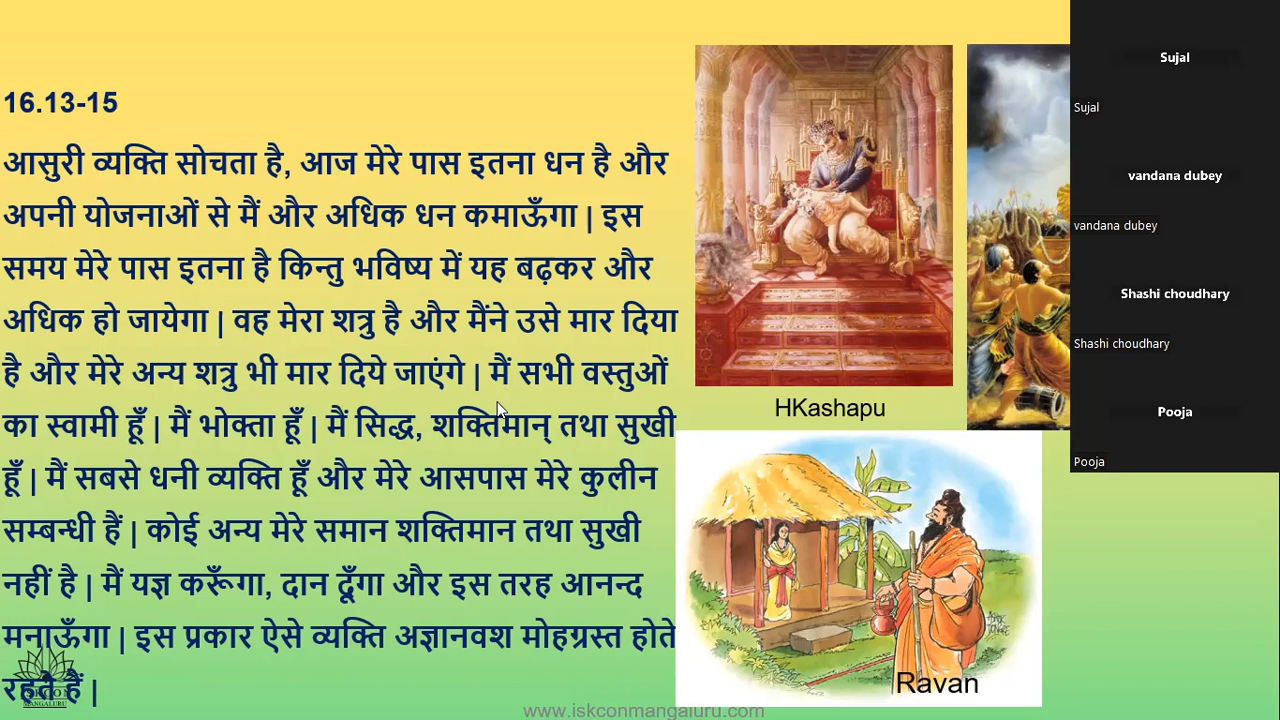 16.13-15
आसुरी व्यक्ति सोचता है, आज मेरे पास इतना धन है और
अपनी योजनाओं से मैं और अधिक धन कमाऊँगा | इस
समय मेरे पास इतना है किन्तु भविष्य में यह बढ़कर और
अधिक हो जायेगा | वह मेरा शत्रु है और मैंने उसे मार दिया
है और मेरे अन्य शत्रु भी मार दिये जाएंगे | मैं सभी वस्तुओं
का स्वामी हूँ | मैं भोक्ता हूँ | मैं सिद्ध, शक्तिमान् तथा सुखी
हूँ | मैं सबसे धनी व्यक्ति हूँ और मेरे आसपास मेरे कुलीन
सम्बन्धी हैं | कोई अन्य मेरे समान शक्तिमान तथा सुखी
नहीं है | मैं यज्ञ करूँगा, दान दूँगा और इस तरह आनन्द
मनाऊँगा | इस प्रकार ऐसे व्यक्ति अज्ञानवश मोहग्रस्त होते
रहते हैं |
ISKCON
MANGALURU
HKashapu
Ravan
www.iskconmangaluru.com
Sujal
Sujal
vandana dubey
vandana dubey
Shashi choudhary
Shashi choudhary
Pooja
Pooja